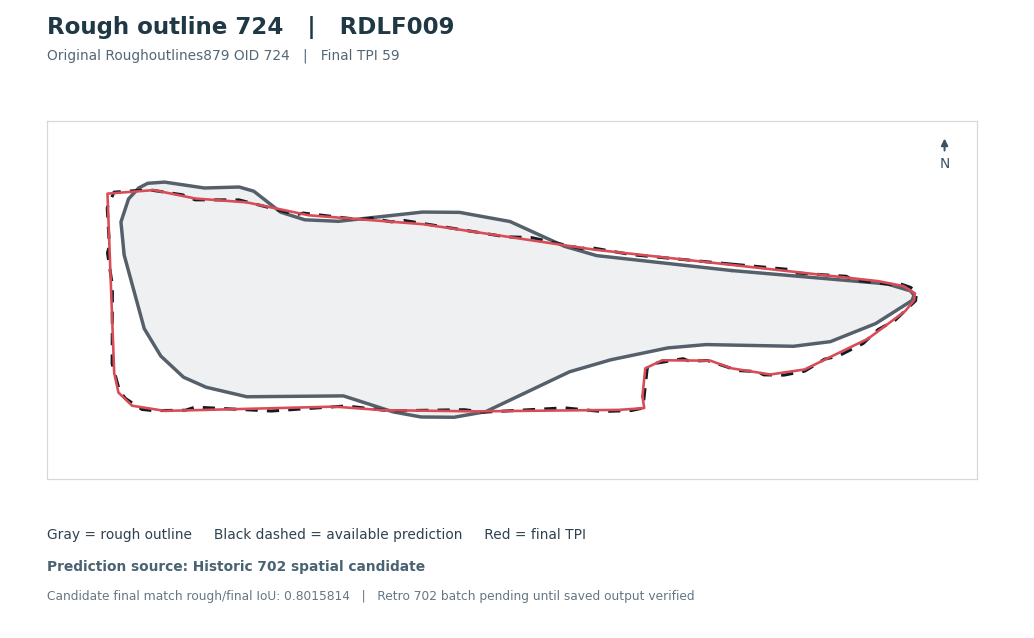 Rough outline 724   |   RDLF009
Original Roughoutlines879 OID 724   |   Final TPI 59
N
Gray = rough outline     Black dashed = available prediction     Red = final TPI
Prediction source: Historic 702 spatial candidate
Candidate final match rough/final IoU: 0.8015814   |   Retro 702 batch pending until saved output verified